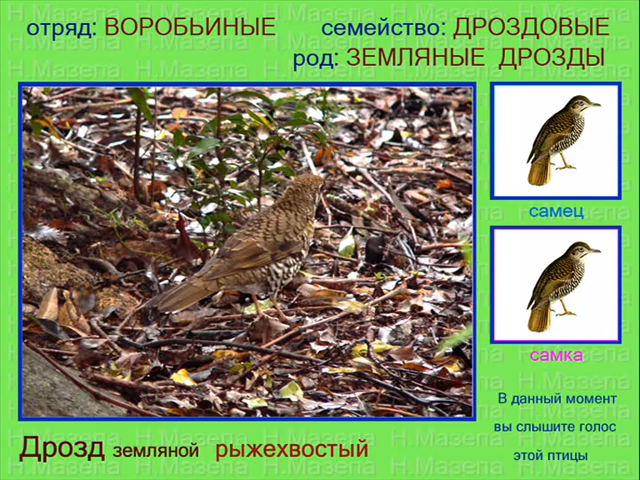 отряд: ВОРОБЬИНЫЕ семейство: ДРОЗДОВЫЕ
род: ЗЕМЛЯНЫЕ ДРОЗДЫ
самец
самка
В данный момент
вы слышите голос
этой птицы
Дрозд земляной рыжехвостый
Н.Мазепа